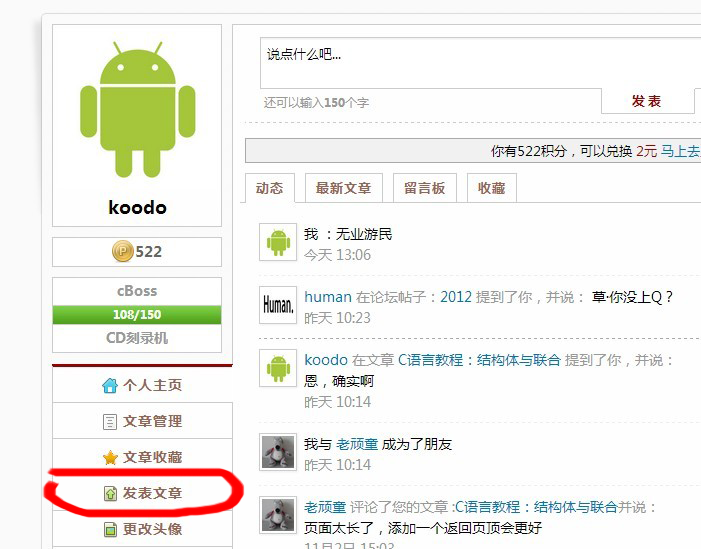 说点什么吧...
还可以输入150个字
发表
koodo
你有522积分，可以兑换 2元 马上去
动态
最新文章
留言板
收藏
P 522
我 ：无业游民
今天 13:06
cBoss
108/150
CD刻录机
Human.
human 在论坛帖子：2012 提到了你，并说： 草·你没上Q？
昨天 10:23
koodo 在文章 C语言教程：结构体与联合 提到了你，并说：
恩，确实啊
昨天 10:14
个人主页
文章管理
文章收藏
发表文章
更改头像
我与 老顽童 成为了朋友
昨天 10:14
老顽童 评论了您的文章 :C语言教程：结构体与联合并说：
页面太长了，添加一个返回页顶会更好
11月2日 15:03